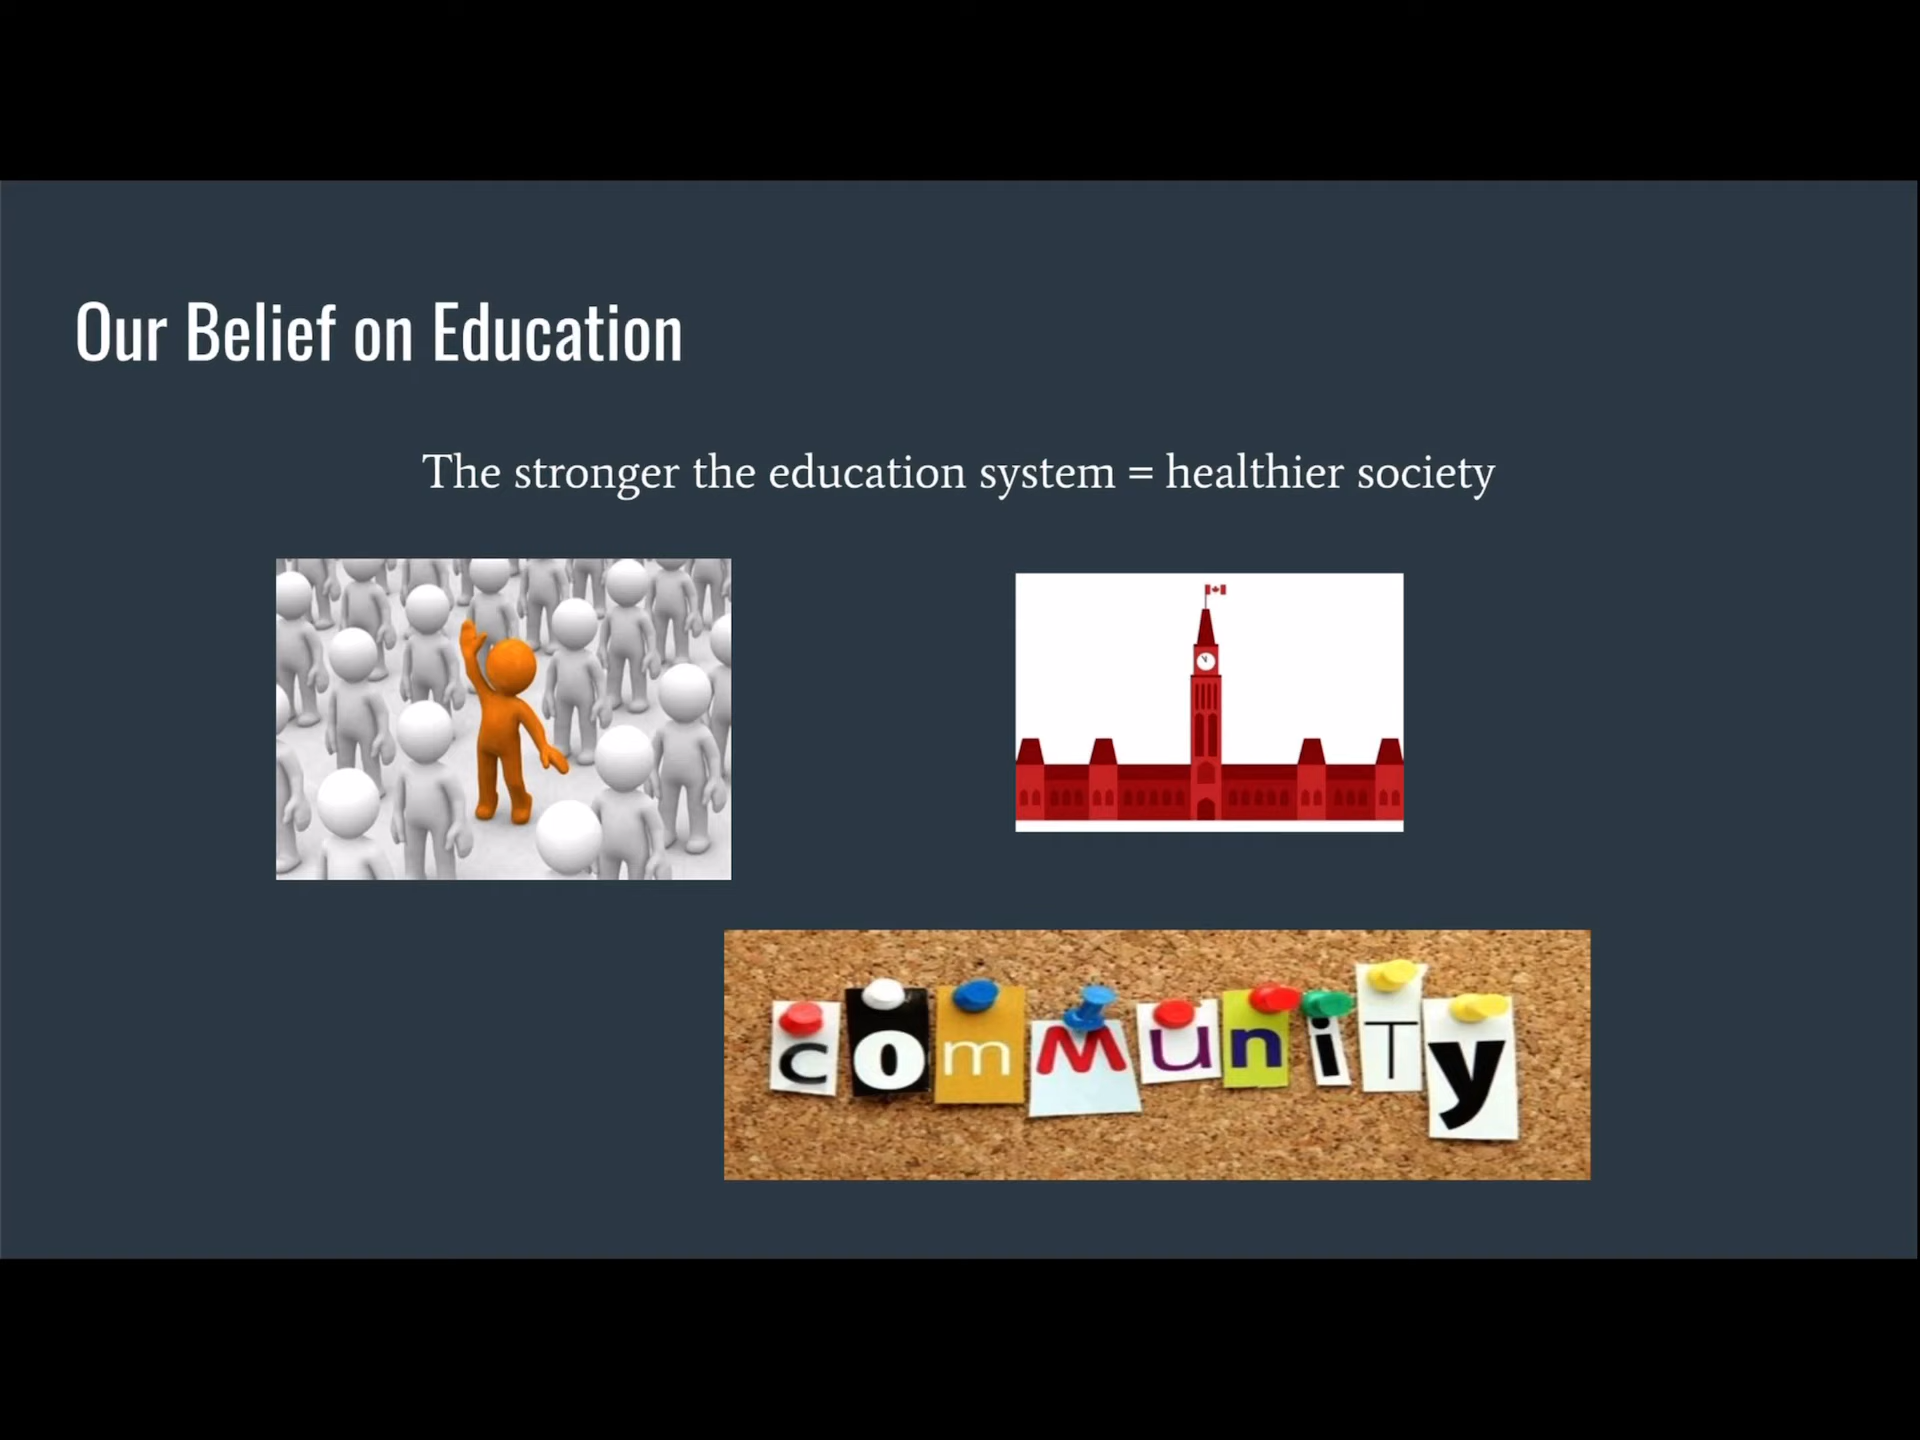 Our Belief on Education
The stronger the education system = healthier society
comMuniTy